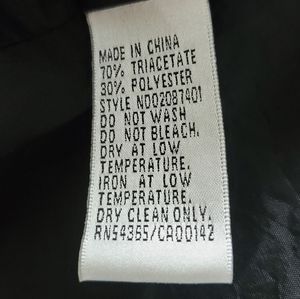 MADE IN CHINA
70% TRIACETATE
30% POLYESTER
STYLE ND02087401
DO NOT WASH
DO NOT BLEACH.
DRY AT LOW
TEMPERATURE.
IRON AT LOW
TEMPERATURE.
DRY CLEAN ONLY.
RN54365/CA00142